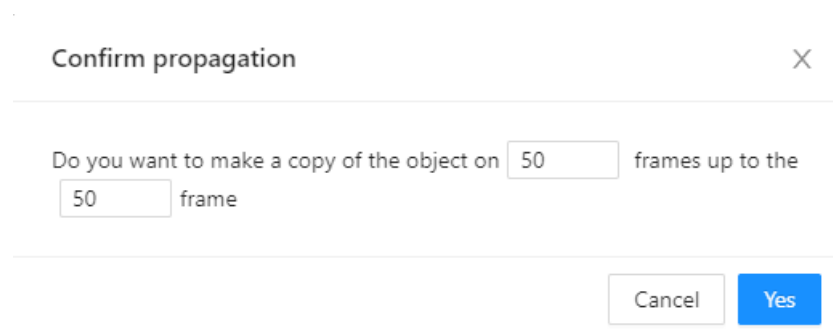 Confirm propagation
Do you want to make a copy of the object on 50 frames up to the
50 frame
Cancel Yes